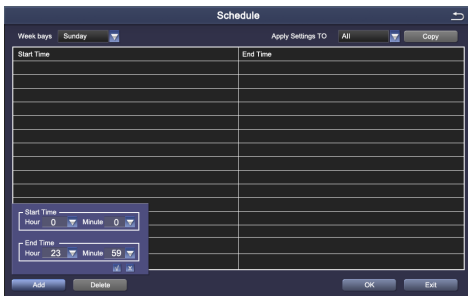 Schedule
Week bays Sunday Apply Settings TO All Copy
Start Time End Time
Start Time
Hour 0 Minute 0
End Time
Hour 23 Minute 59
Add Delete OK Exit